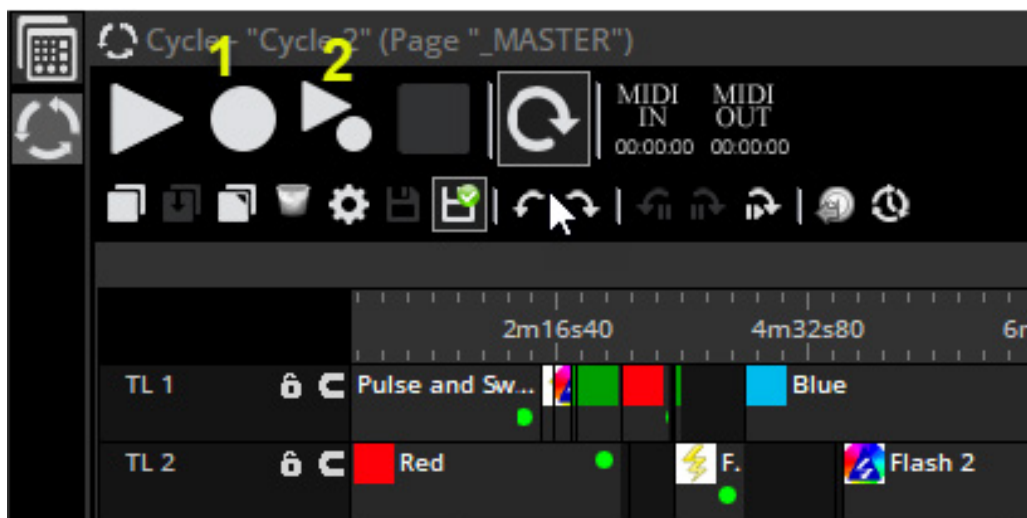 Cycle - "Cycle 2" (Page "_MASTER")
1 2
MIDI IN MIDI OUT
00:00:00 00:00:00
2m16s40 4m32s80
TL 1 Pulse and Sw... Blue
TL 2 Red F. Flash 2